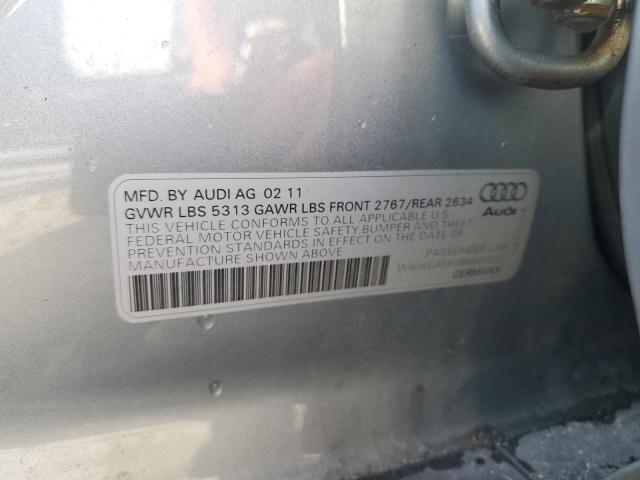 MFD. BY AUDI AG 02 11
GVWR LBS 5313 GAWR LBS FRONT 2767/REAR 2634
THIS VEHICLE CONFORMS TO ALL APPLICABLE U.S
FEDERAL MOTOR VEHICLE SAFETY,BUMPER AND THEFT
PREVENTION STANDARDS IN EFFECT ON THE DATE OF
MANUFACTURE SHOWN ABOVE
Audi
PASSENGER CAR
GERMANY